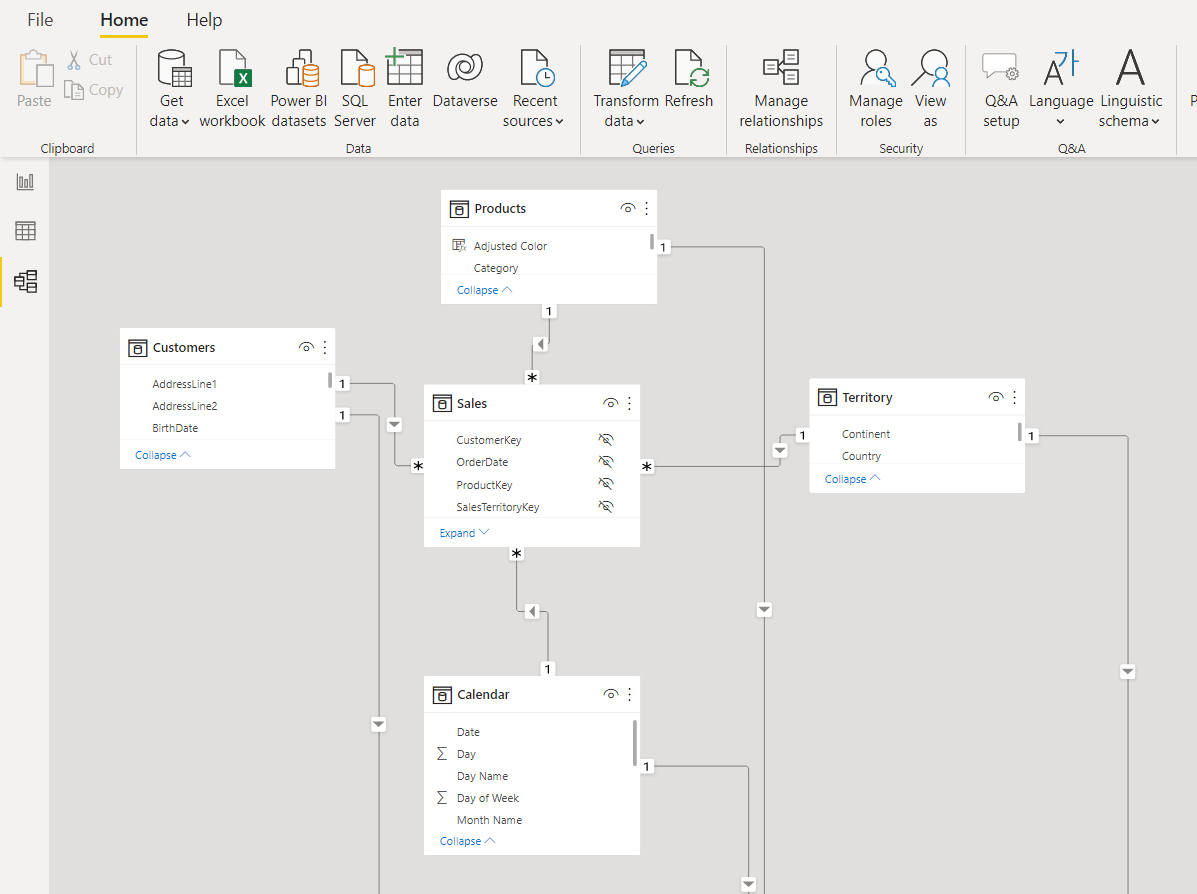 File Home Help
Paste
Cut
Copy
Clipboard
Get data
Excel workbook
Power BI datasets
SQL Server
Enter data
Dataverse
Recent sources
Data
Transform data
Refresh
Queries
Manage relationships
Relationships
Manage roles
View as
Security
Q&A setup
Language
Linguistic schema
Q&A
P
Products
Adjusted Color
Category
Collapse
1
1
*
Customers
AddressLine1
AddressLine2
BirthDate
Collapse
1
1
*
Sales
CustomerKey
OrderDate
ProductKey
SalesTerritoryKey
Expand
*
*
Territory
Continent
Country
Collapse
1
1
1
Calendar
Date
Σ Day
Day Name
Σ Day of Week
Month Name
Collapse
1